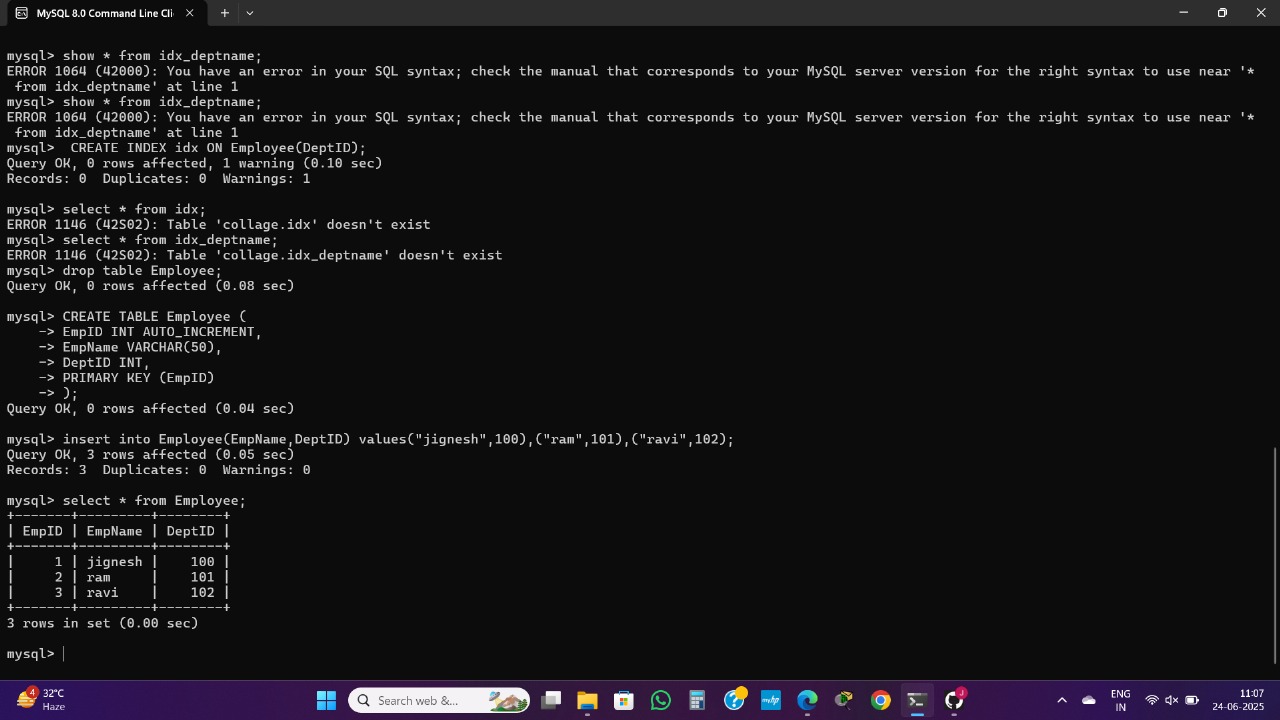 MySQL 8.0 Command Line Cli
mysql> show * from idx_deptname;
ERROR 1064 (42000): You have an error in your SQL syntax; check the manual that corresponds to your MySQL server version for the right syntax to use near '*
from idx_deptname' at line 1
mysql> show * from idx_deptname;
ERROR 1064 (42000): You have an error in your SQL syntax; check the manual that corresponds to your MySQL server version for the right syntax to use near '*
from idx_deptname' at line 1
mysql>  CREATE INDEX idx ON Employee(DeptID);
Query OK, 0 rows affected, 1 warning (0.10 sec)
Records: 0  Duplicates: 0  Warnings: 1
mysql> select * from idx;
ERROR 1146 (42S02): Table 'collage.idx' doesn't exist
mysql> select * from idx_deptname;
ERROR 1146 (42S02): Table 'collage.idx_deptname' doesn't exist
mysql> drop table Employee;
Query OK, 0 rows affected (0.08 sec)
mysql> CREATE TABLE Employee (
    -> EmpID INT AUTO_INCREMENT,
    -> EmpName VARCHAR(50),
    -> DeptID INT,
    -> PRIMARY KEY (EmpID)
    -> );
Query OK, 0 rows affected (0.04 sec)
mysql> insert into Employee(EmpName,DeptID) values("jignesh",100),("ram",101),("ravi",102);
Query OK, 3 rows affected (0.05 sec)
Records: 3  Duplicates: 0  Warnings: 0
mysql> select * from Employee;
+-------+---------+--------+
| EmpID | EmpName | DeptID |
+-------+---------+--------+
|     1 | jignesh |    100 |
|     2 | ram     |    101 |
|     3 | ravi    |    102 |
+-------+---------+--------+
3 rows in set (0.00 sec)
mysql>
4
32°C
Haze
Search web &...
hp
J
ENG
IN
11:07
24-06-2025